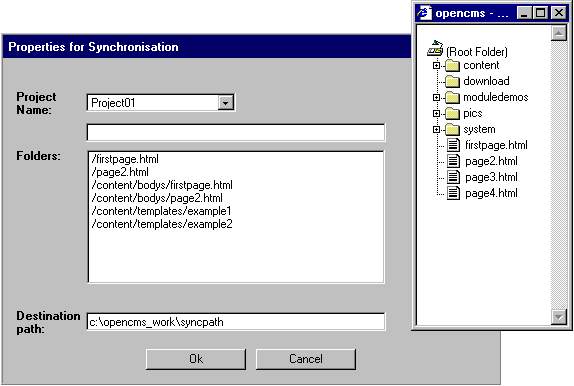 Properties for Synchronisation
Project Name:
Project01
Folders:
/firstpage.html
/page2.html
/content/bodys/firstpage.html
/content/bodys/page2.html
/content/templates/example1
/content/templates/example2
Destination path:
c:\opencms_work\syncpath
Ok
Cancel
opencms - ...
(Root Folder)
content
download
moduledemos
pics
system
firstpage.html
page2.html
page3.html
page4.html